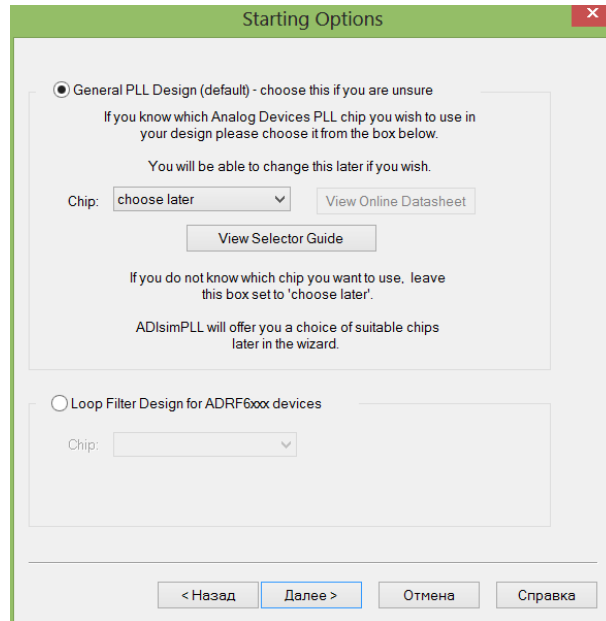 Starting Options
General PLL Design (default) - choose this if you are unsure
If you know which Analog Devices PLL chip you wish to use in
your design please choose it from the box below.
You will be able to change this later if you wish.
Chip: choose later View Online Datasheet
View Selector Guide
If you do not know which chip you want to use, leave
this box set to 'choose later'.
ADIsimPLL will offer you a choice of suitable chips
later in the wizard.
Loop Filter Design for ADRF6xxx devices
Chip:
< Назад Далее > Отмена Справка